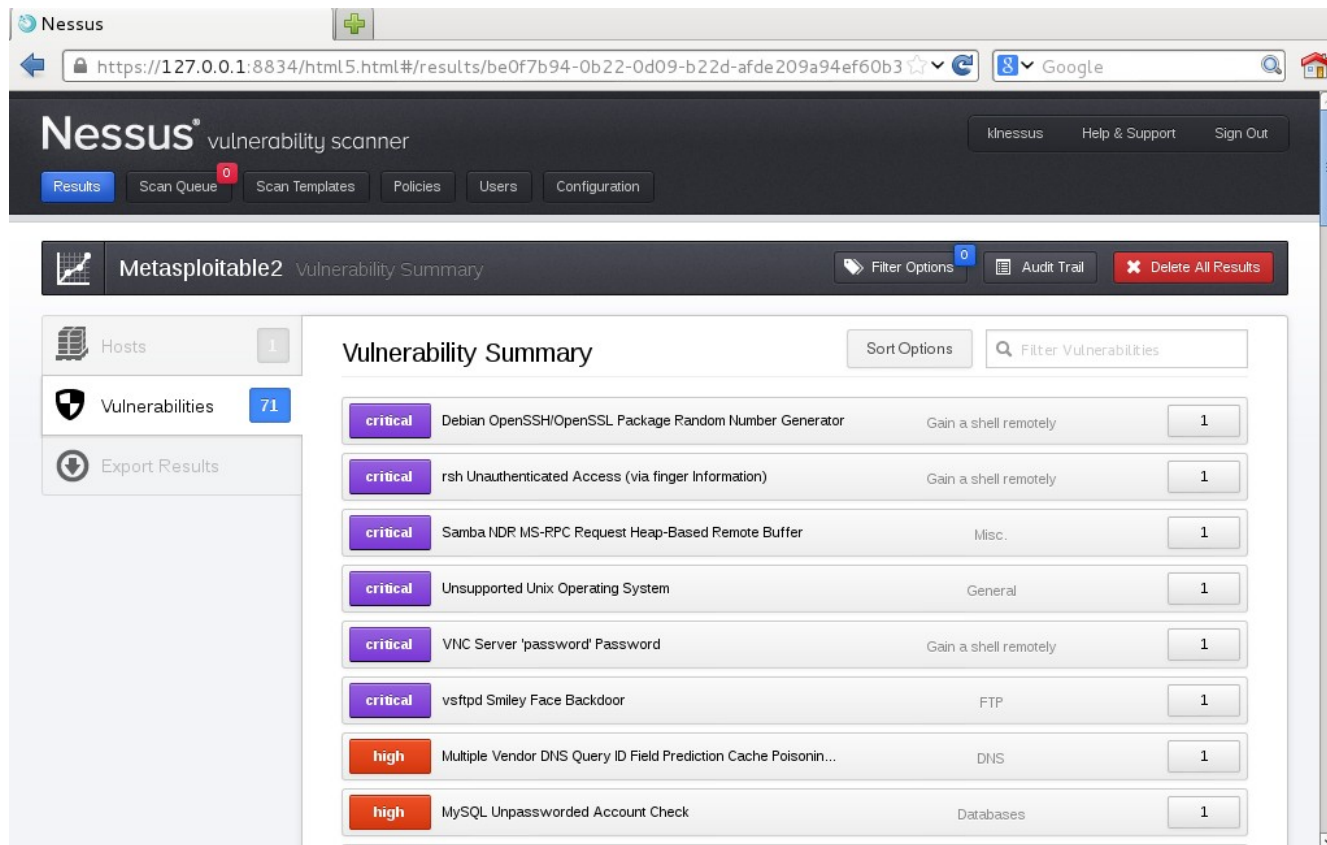 Nessus
https://127.0.0.1:8834/html5.html#/results/be0f7b94-0b22-0d09-b22d-afde209a94ef60b3
8 Google
Nessus® vulnerability scanner
klnessus Help & Support Sign Out
Results Scan Queue 0 Scan Templates Policies Users Configuration
Metasploitable2 Vulnerability Summary
Filter Options 0 Audit Trail Delete All Results
Hosts 1
Vulnerabilities 71
Export Results
Vulnerability Summary
Sort Options Filter Vulnerabilities
critical Debian OpenSSH/OpenSSL Package Random Number Generator Gain a shell remotely 1
critical rsh Unauthenticated Access (via finger Information) Gain a shell remotely 1
critical Samba NDR MS-RPC Request Heap-Based Remote Buffer Misc. 1
critical Unsupported Unix Operating System General 1
critical VNC Server 'password' Password Gain a shell remotely 1
critical vsftpd Smiley Face Backdoor FTP 1
high Multiple Vendor DNS Query ID Field Prediction Cache Poisonin... DNS 1
high MySQL Unpassworded Account Check Databases 1